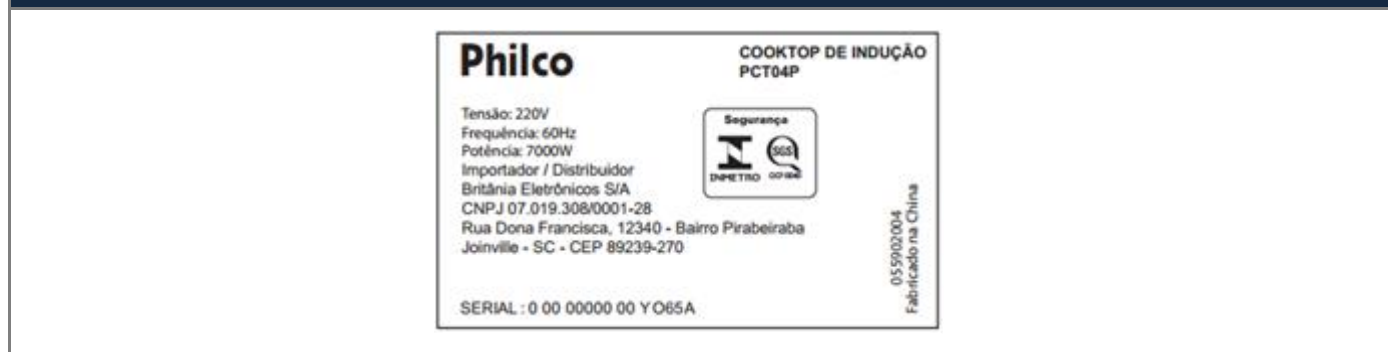 Philco
COOKTOP DE INDUÇÃO
PCT04P
Tensão: 220V
Frequência: 60Hz
Potência: 7000W
Importador / Distribuidor
Britânia Eletrônicos S/A
CNPJ 07.019.308/0001-28
Rua Dona Francisca, 12340 - Bairro Pirabeiraba
Joinville - SC - CEP 89239-270
Segurança
INMETRO
SGS
055902004
Fabricado na China
SERIAL : 0 00 00000 00 YO65A